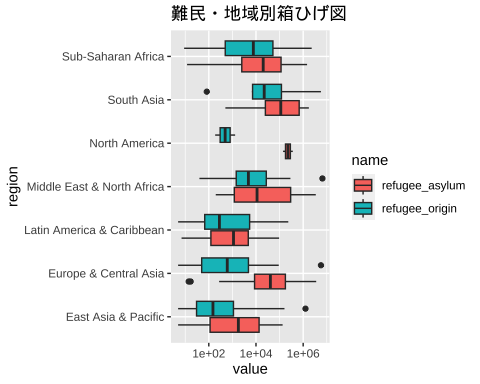 難民・地域別箱ひげ図
region
Sub-Saharan Africa
South Asia
North America
Middle East & North Africa
Latin America & Caribbean
Europe & Central Asia
East Asia & Pacific
1e+02 1e+04 1e+06
value
name
refugee_asylum
refugee_origin